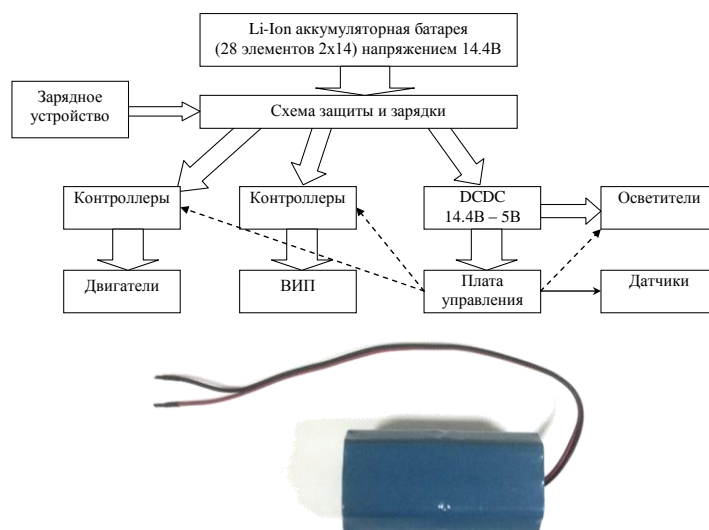 Li-Ion аккумуляторная батарея
(28 элементов 2x14) напряжением 14.4В
Зарядное
устройство
Схема защиты и зарядки
Контроллеры
Контроллеры
DCDC
14.4В – 5В
Осветители
Двигатели
ВИП
Плата
управления
Датчики